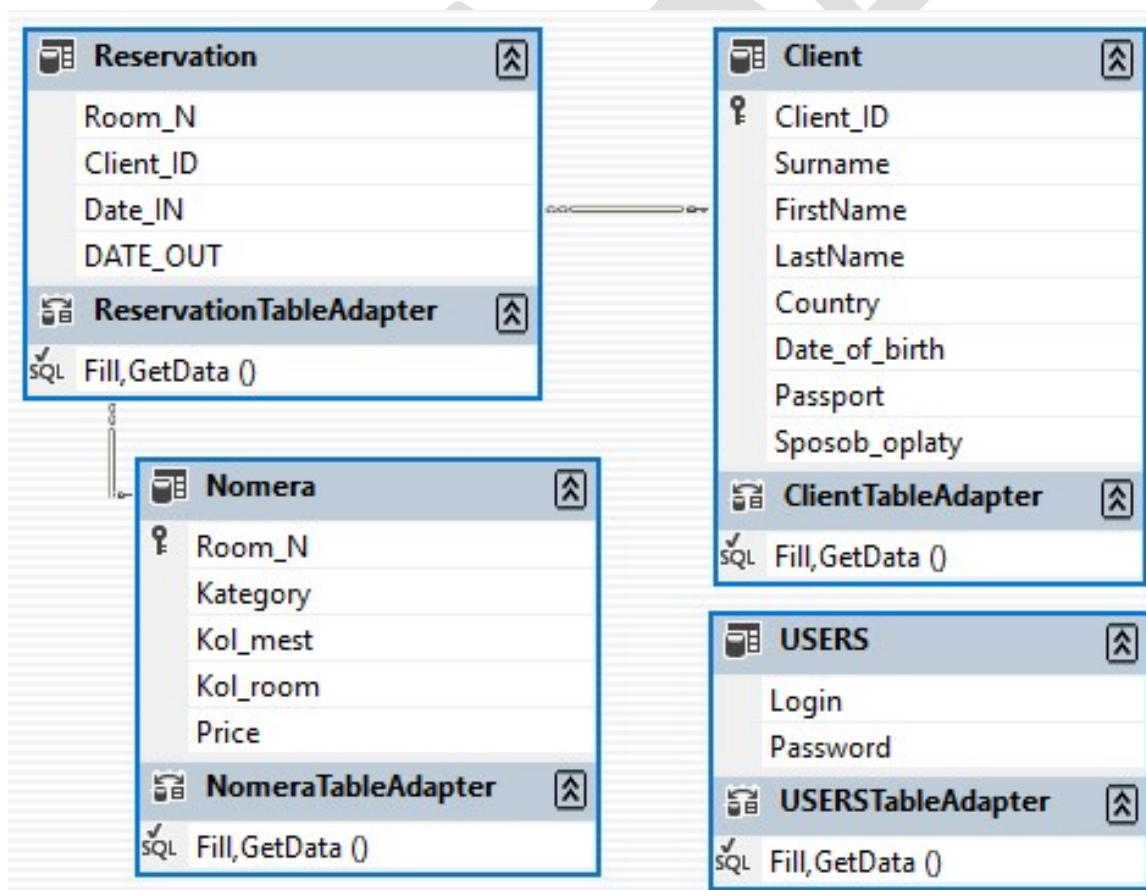 Reservation
Room_N
Client_ID
Date_IN
DATE_OUT
ReservationTableAdapter
SQL Fill,GetData ()
Client
Client_ID
Surname
FirstName
LastName
Country
Date_of_birth
Passport
Sposob_oplaty
ClientTableAdapter
SQL Fill,GetData ()
Nomera
Room_N
Kategory
Kol_mest
Kol_room
Price
NomeraTableAdapter
SQL Fill,GetData ()
USERS
Login
Password
USERSTableAdapter
SQL Fill,GetData ()